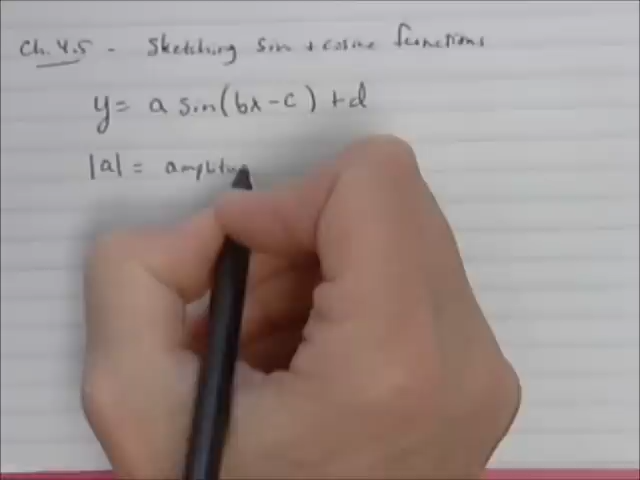 Ch. 4.5 - Sketching sin + cosine functions
y = a sin(bx - c) + d
|a| = amplitu